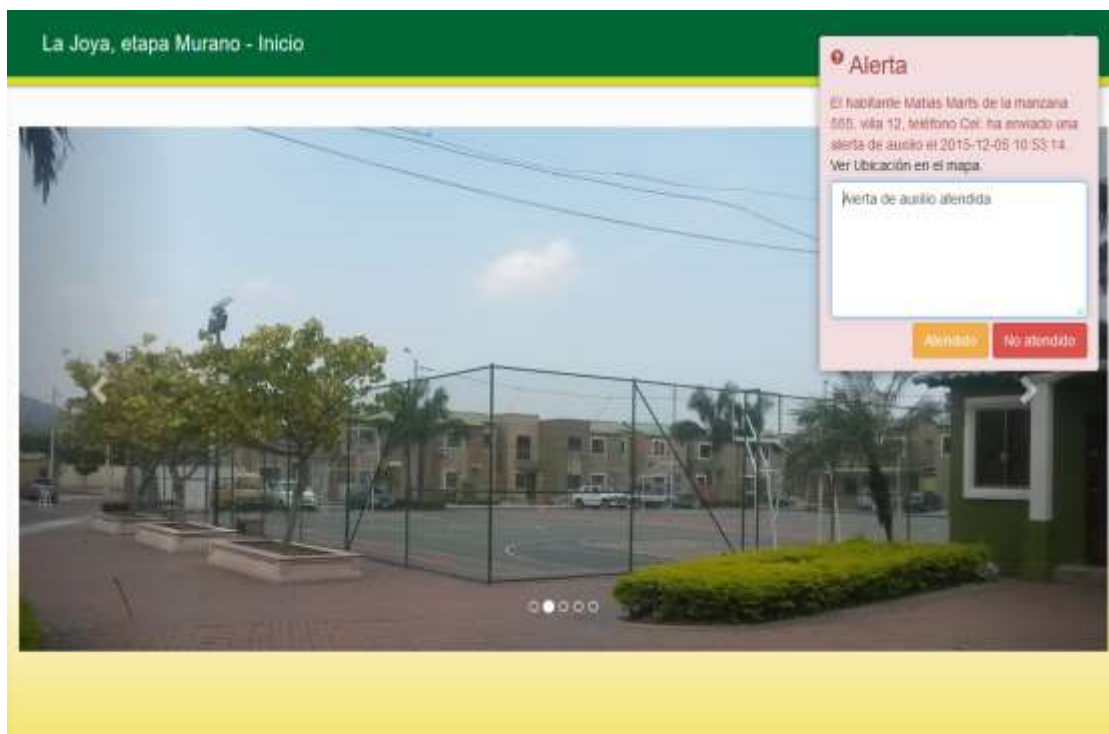 La Joya, etapa Murano - Inicio
Alerta
El habitante Matias Marts de la manzana
555, villa 12, teléfono Cel: ha enviado una
alerta de auxilio el 2015-12-05 10:53:14.
Ver Ubicación en el mapa.
Alerta de auxilio atendida
Atendido No atendido